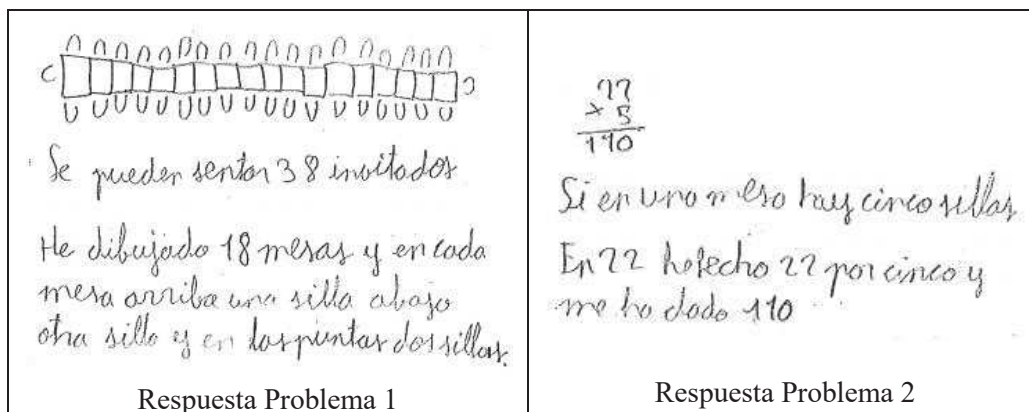 Se pueden sentar 38 invitados
He dibujado 18 mesas y en cada
mesa arriba una silla abajo
otra silla y en las puntas dos sillas.
Respuesta Problema 1
22
× 5
110
Si en una mesa hay cinco sillas
En 22 he hecho 22 por cinco y
me ha dado 110
Respuesta Problema 2